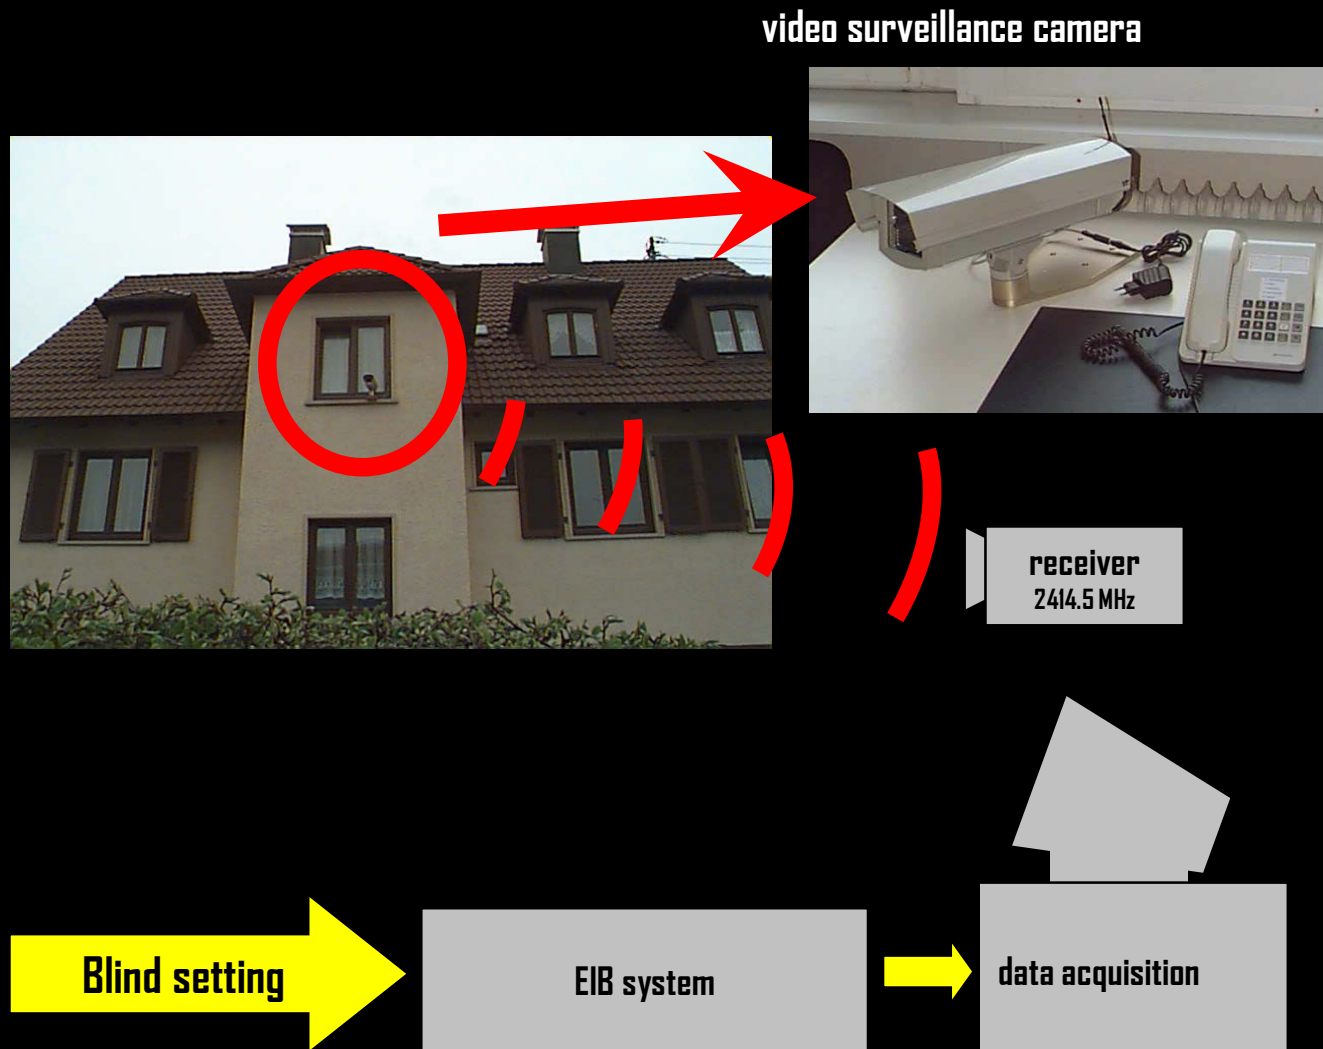 video surveillance camera
receiver
2414.5 MHz
Blind setting
EIB system
data acquisition